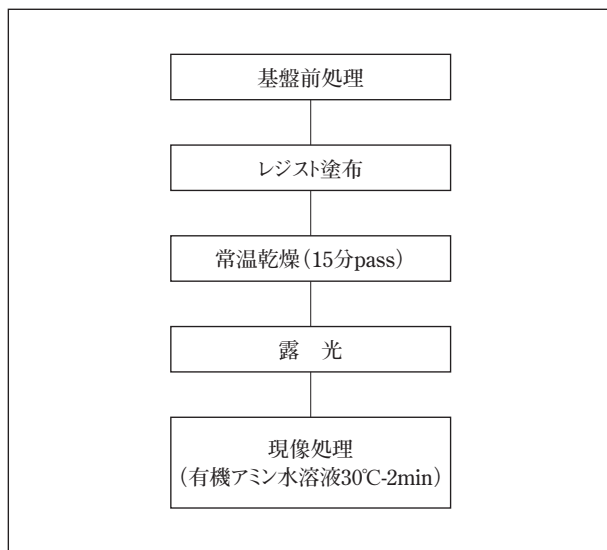 基盤前処理
レジスト塗布
常温乾燥（15分pass）
露　光
現像処理
（有機アミン水溶液30℃-2min）